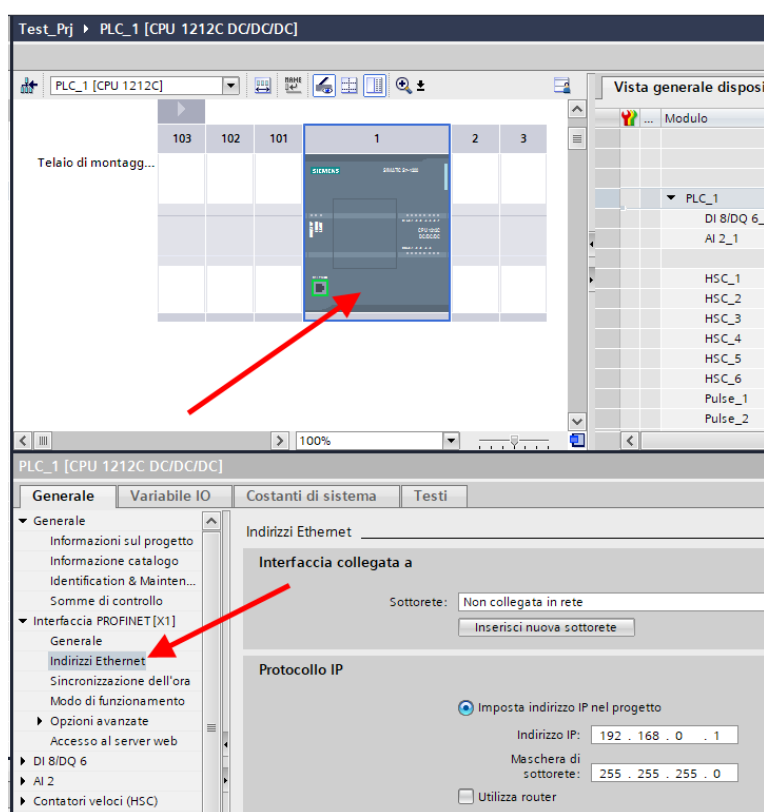 Test_Prj ▸ PLC_1 [CPU 1212C DC/DC/DC]
PLC_1 [CPU 1212C]
Vista generale disposi
... Modulo
103 102 101 1 2 3
Telaio di montagg...
SIEMENS
PLC_1
DI 8/DQ 6_
AI 2_1
HSC_1
HSC_2
HSC_3
HSC_4
HSC_5
HSC_6
Pulse_1
Pulse_2
100%
PLC_1 [CPU 1212C DC/DC/DC]
Generale Variabile IO Costanti di sistema Testi
Generale
Informazioni sul progetto
Informazione catalogo
Identification & Mainten...
Somme di controllo
Interfaccia PROFINET [X1]
Generale
Indirizzi Ethernet
Sincronizzazione dell'ora
Modo di funzionamento
Opzioni avanzate
Accesso al server web
DI 8/DQ 6
AI 2
Contatori veloci (HSC)
Indirizzi Ethernet
Interfaccia collegata a
Sottorete: Non collegata in rete
Inserisci nuova sottorete
Protocollo IP
Imposta indirizzo IP nel progetto
Indirizzo IP: 192 . 168 . 0 . 1
Maschera di
sottorete: 255 . 255 . 255 . 0
Utilizza router